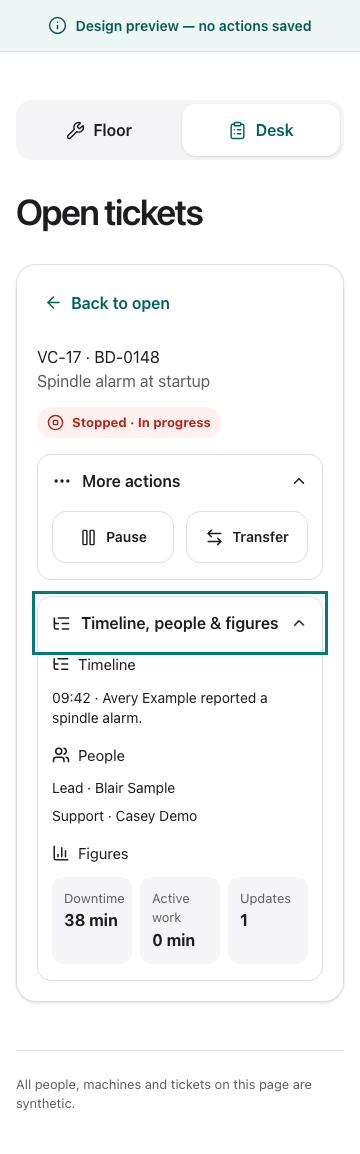 Design preview — no actions saved
Floor
Desk
Open tickets
Back to open
VC-17 · BD-0148
Spindle alarm at startup
Stopped · In progress
More actions
Pause
Transfer
Timeline, people & figures
Timeline
09:42 · Avery Example reported a
spindle alarm.
People
Lead · Blair Sample
Support · Casey Demo
Figures
Downtime
38 min
Active
work
0 min
Updates
1
All people, machines and tickets on this page are
synthetic.